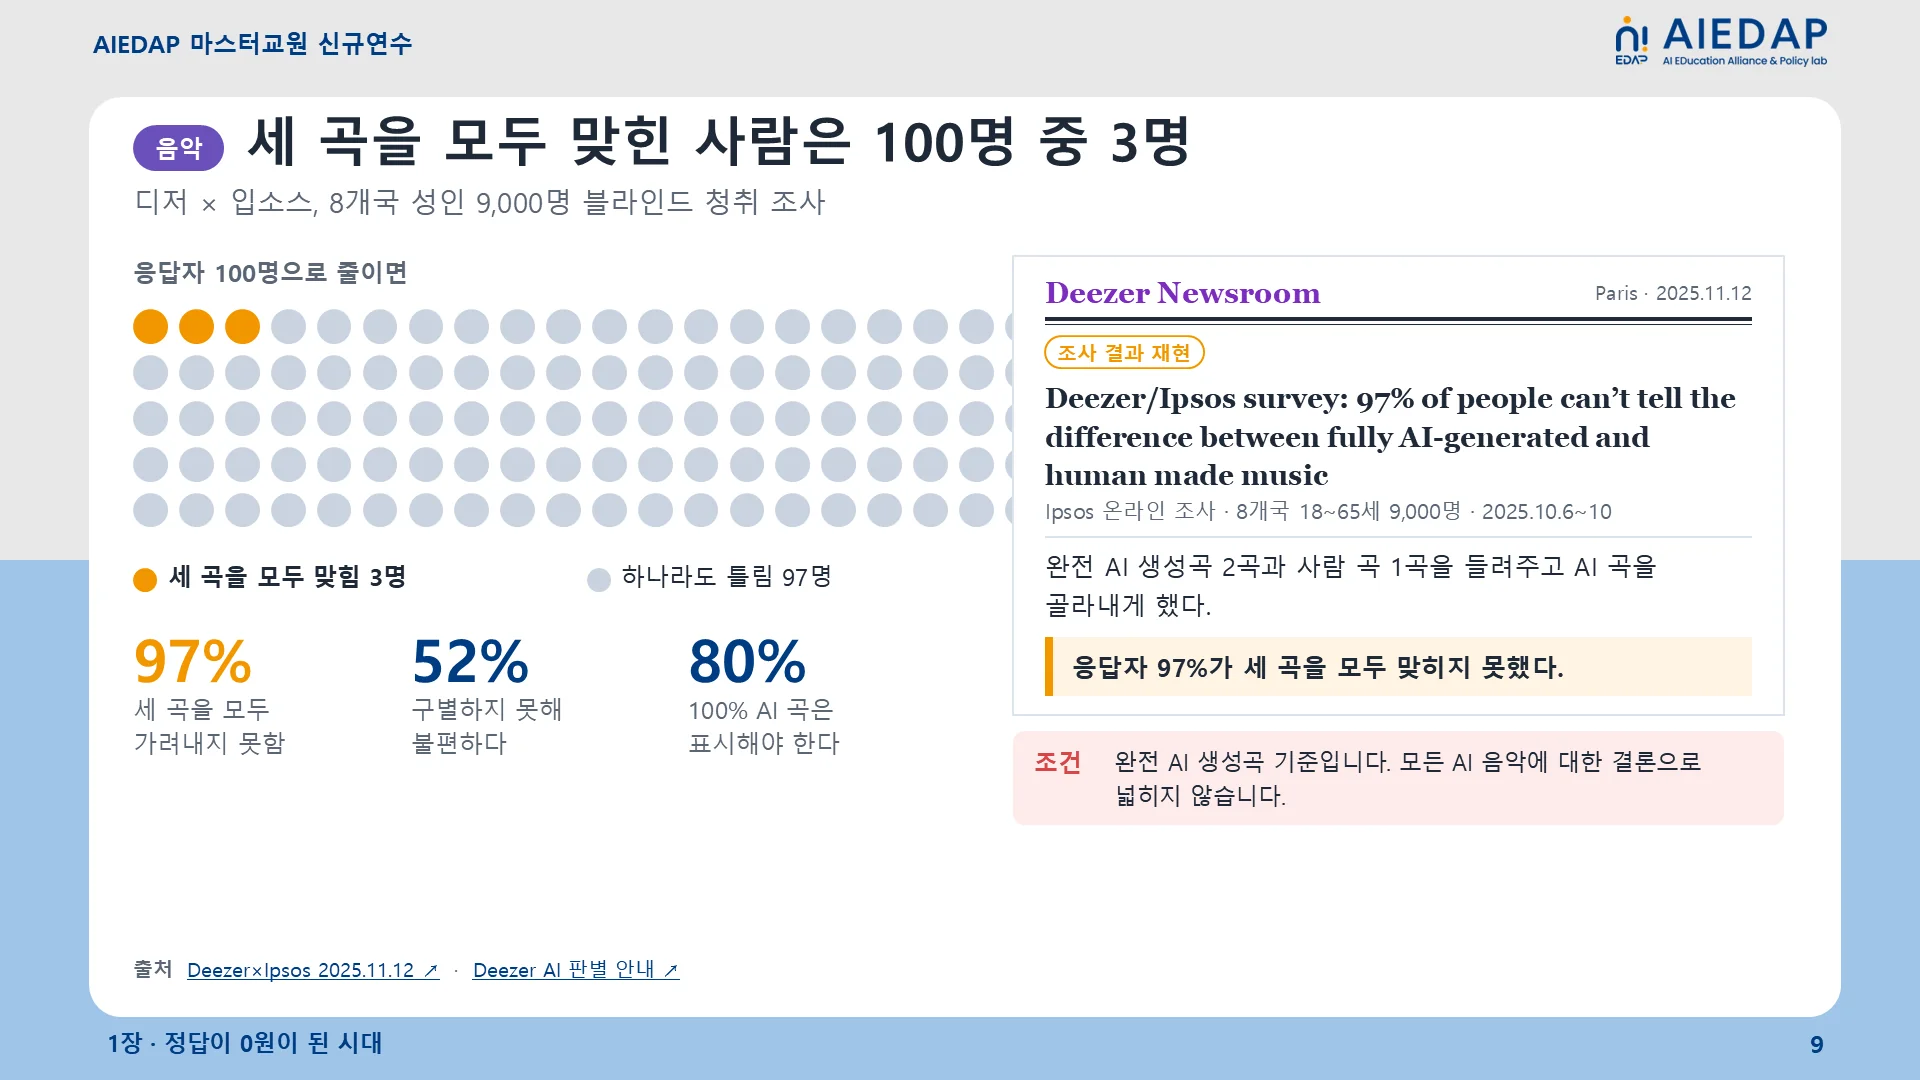 AIEDAP 마스터교원 신규연수
AIEDAP
EDAP
AI EDucation Alliance & Policy lab
음악
세 곡을 모두 맞힌 사람은 100명 중 3명
디저 × 입소스, 8개국 성인 9,000명 블라인드 청취 조사
응답자 100명으로 줄이면
세 곡을 모두 맞힘 3명
하나라도 틀림 97명
97%
세 곡을 모두
가려내지 못함
52%
구별하지 못해
불편하다
80%
100% AI 곡은
표시해야 한다
Deezer Newsroom
Paris · 2025.11.12
조사 결과 재현
Deezer/Ipsos survey: 97% of people can’t tell the
difference between fully AI-generated and
human made music
Ipsos 온라인 조사 · 8개국 18~65세 9,000명 · 2025.10.6~10
완전 AI 생성곡 2곡과 사람 곡 1곡을 들려주고 AI 곡을
골라내게 했다.
응답자 97%가 세 곡을 모두 맞히지 못했다.
조건
완전 AI 생성곡 기준입니다. 모든 AI 음악에 대한 결론으로
넓히지 않습니다.
출처 Deezer×Ipsos 2025.11.12 ↗ · Deezer AI 판별 안내 ↗
1장 · 정답이 0원이 된 시대
9